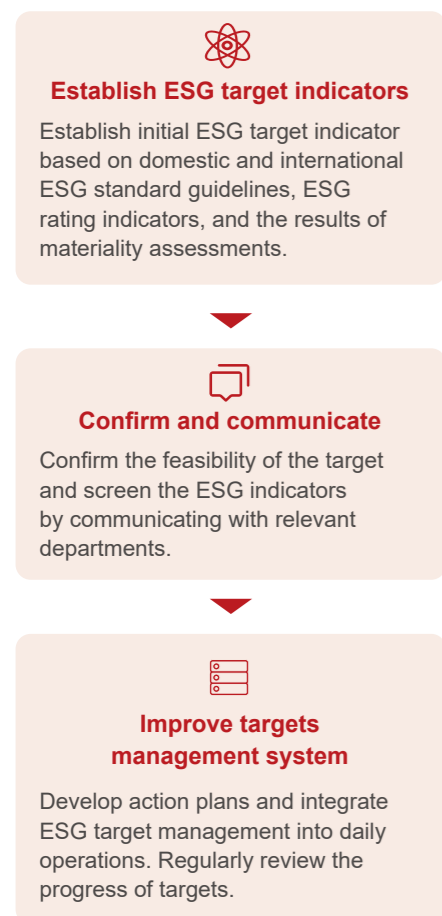 Establish ESG target indicators
Establish initial ESG target indicator
based on domestic and international
ESG standard guidelines, ESG
rating indicators, and the results of
materiality assessments.
Confirm and communicate
Confirm the feasibility of the target
and screen the ESG indicators
by communicating with relevant
departments.
Improve targets
management system
Develop action plans and integrate
ESG target management into daily
operations. Regularly review the
progress of targets.